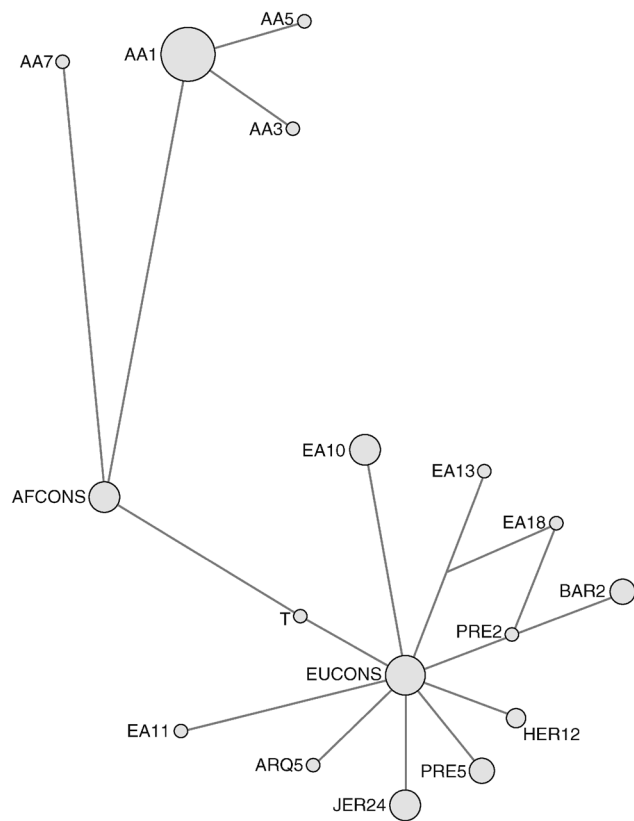 AA5
AA1
AA7
AA3
EA10
EA13
AFCONS
EA18
BAR2
T
PRE2
EUCONS
EA11
HER12
ARQ5
PRE5
JER24